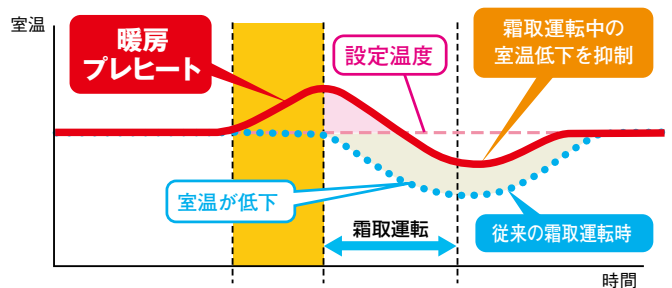 室温
暖房
プレヒート
設定温度
霜取運転中の
室温低下を抑制
室温が低下
霜取運転
従来の霜取運転時
時間